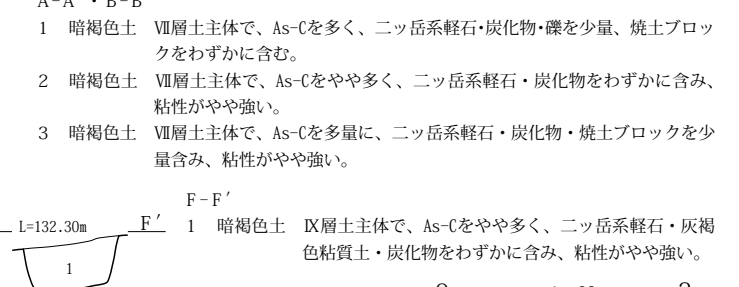 1 暗褐色土 Ⅶ層土主体で、As-Cを多く、二ッ岳系軽石・炭化物・礫を少量、焼土ブロッ
クをわずかに含む。
2 暗褐色土 Ⅶ層土主体で、As-Cをやや多く、二ッ岳系軽石・炭化物をわずかに含み、
粘性がやや強い。
3 暗褐色土 Ⅶ層土主体で、As-Cを多量に、二ッ岳系軽石・炭化物・焼土ブロックを少
量含み、粘性がやや強い。
F-F′
L=132.30m F′ 1 暗褐色土 Ⅸ層土主体で、As-Cをやや多く、二ッ岳系軽石・灰褐
色粘質土・炭化物をわずかに含み、粘性がやや強い。
1